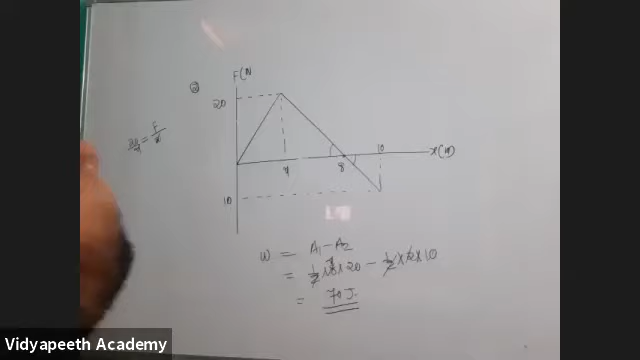 ②
F(N
20
4
8
10
x(m)
10
W = A1 - A2
= 1/2 × 8 × 20 - 1/2 × 2 × 10
= 70 J
Vidyapeeth Academy